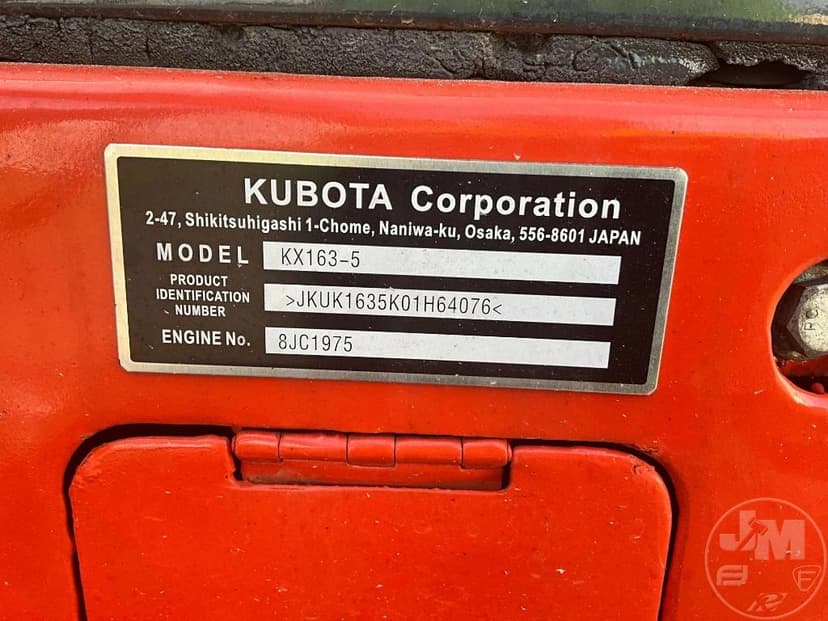 KUBOTA Corporation
2-47, Shikitsuhigashi 1-Chome, Naniwa-ku, Osaka, 556-8601 JAPAN
MODEL KX163-5
PRODUCT
IDENTIFICATION
NUMBER >JKUK1635K01H64076<
ENGINE No. 8JC1975
JM